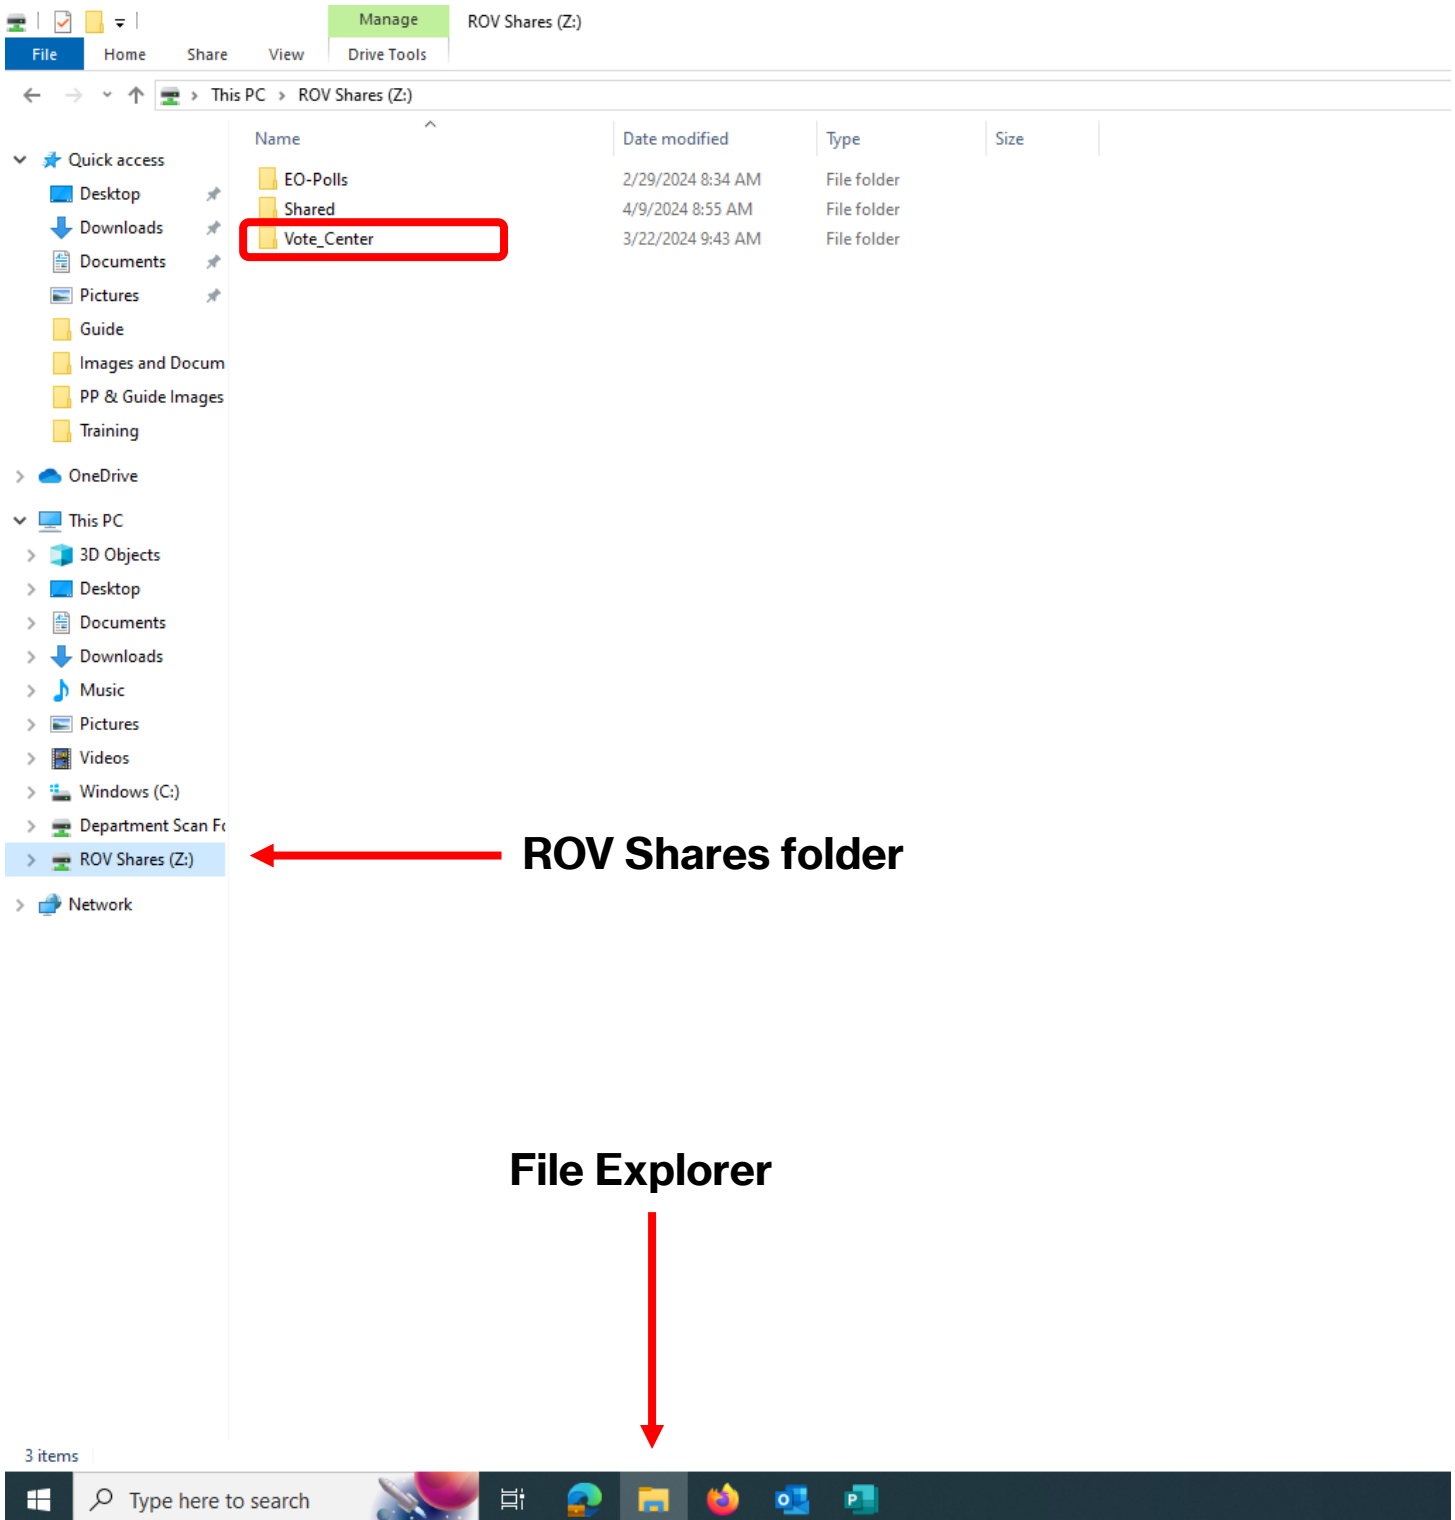 Manage
ROV Shares (Z:)
File
Home
Share
View
Drive Tools
This PC
ROV Shares (Z:)
Name
Date modified
Type
Size
Quick access
Desktop
Downloads
Documents
Pictures
Guide
Images and Docum
PP & Guide Images
Training
OneDrive
This PC
3D Objects
Desktop
Documents
Downloads
Music
Pictures
Videos
Windows (C:)
Department Scan Fo
ROV Shares (Z:)
Network
EO-Polls 2/29/2024 8:34 AM File folder
Shared 4/9/2024 8:55 AM File folder
Vote_Center 3/22/2024 9:43 AM File folder
ROV Shares folder
File Explorer
3 items
Type here to search